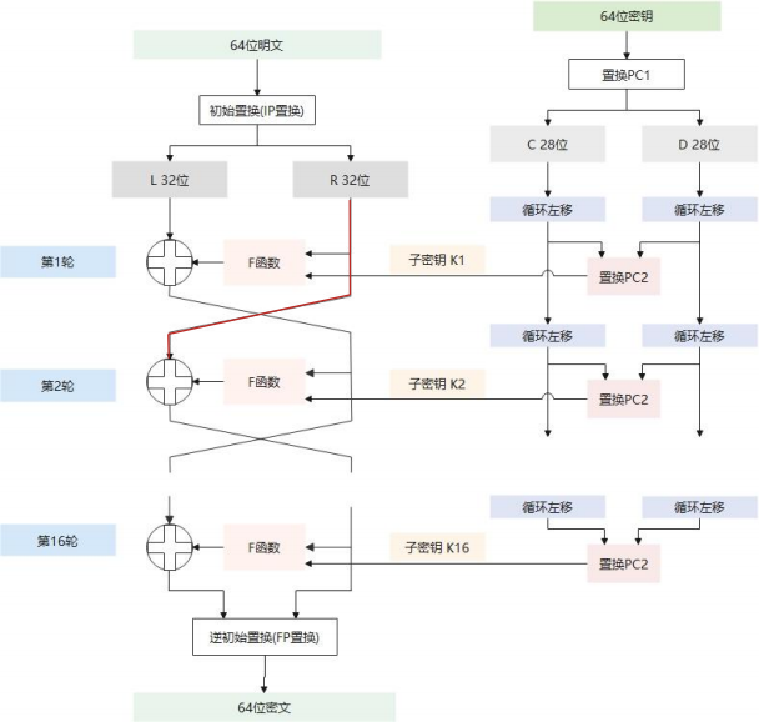 64位明文
64位密钥
置换PC1
初始置换(IP置换)
C 28位
D 28位
L 32位
R 32位
循环左移
循环左移
第1轮
F函数
子密钥 K1
置换PC2
循环左移
循环左移
第2轮
F函数
子密钥 K2
置换PC2
循环左移
循环左移
第16轮
F函数
子密钥 K16
置换PC2
逆初始置换(FP置换)
64位密文